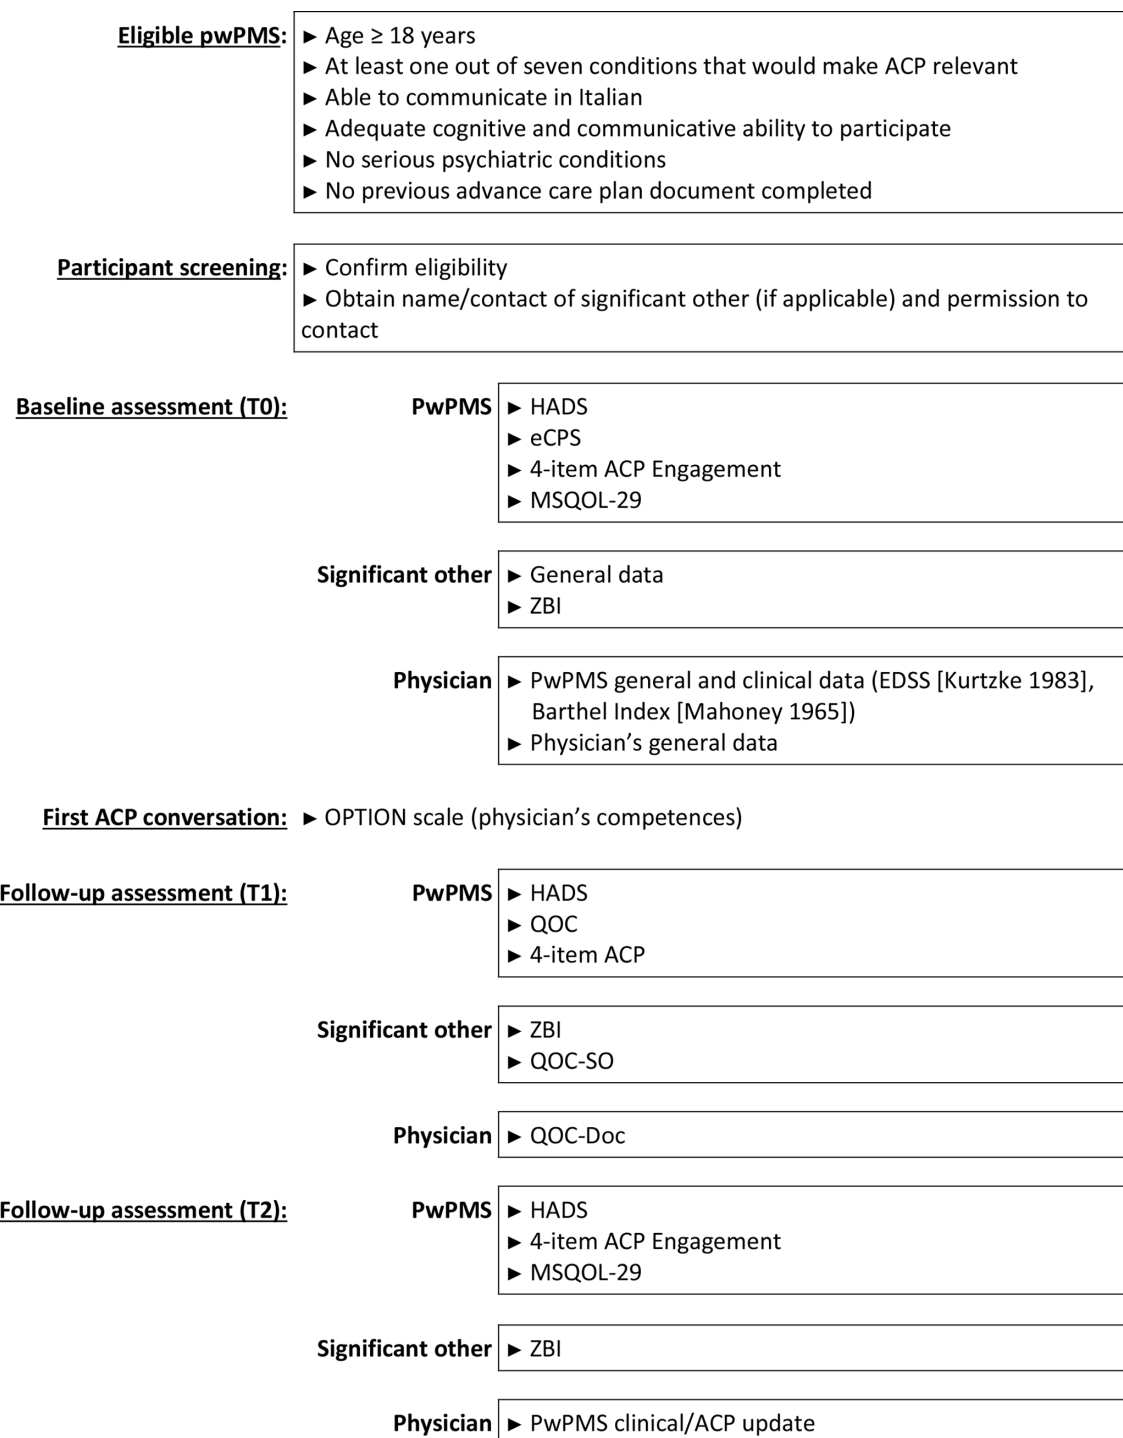 Eligible pwPMS: ► Age ≥ 18 years
► At least one out of seven conditions that would make ACP relevant
► Able to communicate in Italian
► Adequate cognitive and communicative ability to participate
► No serious psychiatric conditions
► No previous advance care plan document completed
Participant screening: ► Confirm eligibility
► Obtain name/contact of significant other (if applicable) and permission to
contact
Baseline assessment (T0): PwPMS ► HADS
► eCPS
► 4-item ACP Engagement
► MSQOL-29
Significant other ► General data
► ZBI
Physician ► PwPMS general and clinical data (EDSS [Kurtzke 1983],
Barthel Index [Mahoney 1965])
► Physician’s general data
First ACP conversation: ► OPTION scale (physician’s competences)
Follow-up assessment (T1): PwPMS ► HADS
► QOC
► 4-item ACP
Significant other ► ZBI
► QOC-SO
Physician ► QOC-Doc
Follow-up assessment (T2): PwPMS ► HADS
► 4-item ACP Engagement
► MSQOL-29
Significant other ► ZBI
Physician ► PwPMS clinical/ACP update